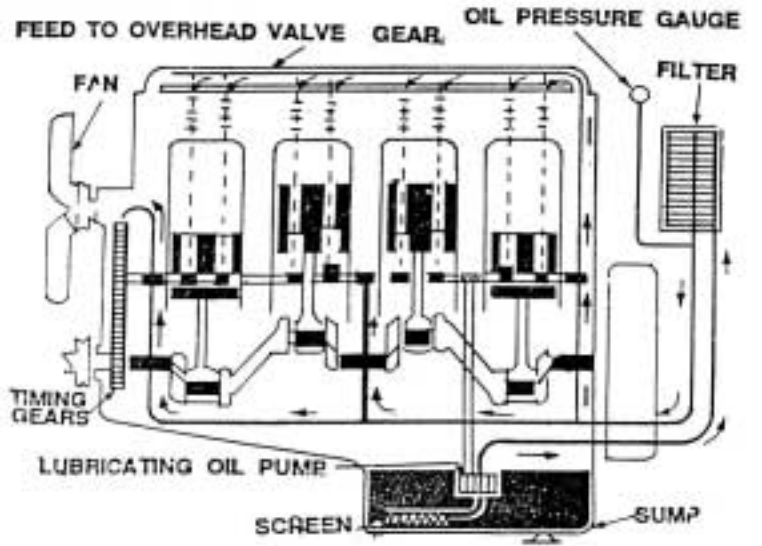 FEED TO OVERHEAD VALVE GEAR
OIL PRESSURE GAUGE
FAN
FILTER
TIMING
GEARS
LUBRICATING OIL PUMP
SCREEN
SUMP